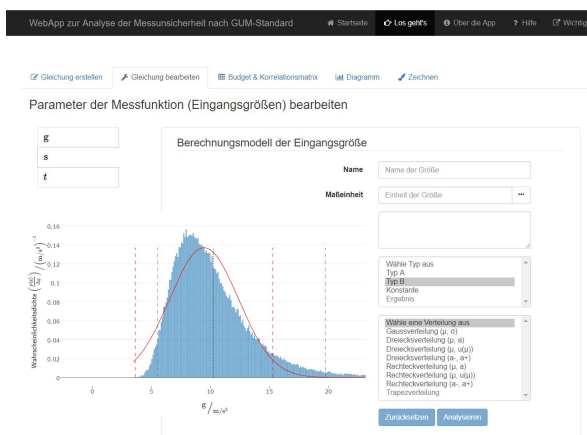 WebApp zur Analyse der Messunsicherheit nach GUM-Standard Startseite Los geht's Über die App ? Hilfe Wichtig
Gleichung erstellen Gleichung bearbeiten Budget & Korrelationsmatrix Diagramm Zeichnen
Parameter der Messfunktion (Eingangsgrößen) bearbeiten
g
s
t
Berechnungsmodell der Eingangsgröße
Name Name der Größe
Maßeinheit Einheit der Größe •••
Wähle Typ aus
Typ A
Typ B
Konstante
Ergebnis
Wähle eine Verteilung aus
Gaussverteilung (μ, σ)
Dreiecksverteilung (μ, a)
Dreiecksverteilung (μ, u(μ))
Dreiecksverteilung (a-, a+)
Rechteckverteilung (μ, a)
Rechteckverteilung (μ, u(μ))
Rechteckverteilung (a-, a+)
Trapezverteilung
Zurücksetzen Analysieren
0.16
0.14
0.12
0.1
0.08
0.06
0.04
0.02
0
0 5 10 15 20
g / m/s²